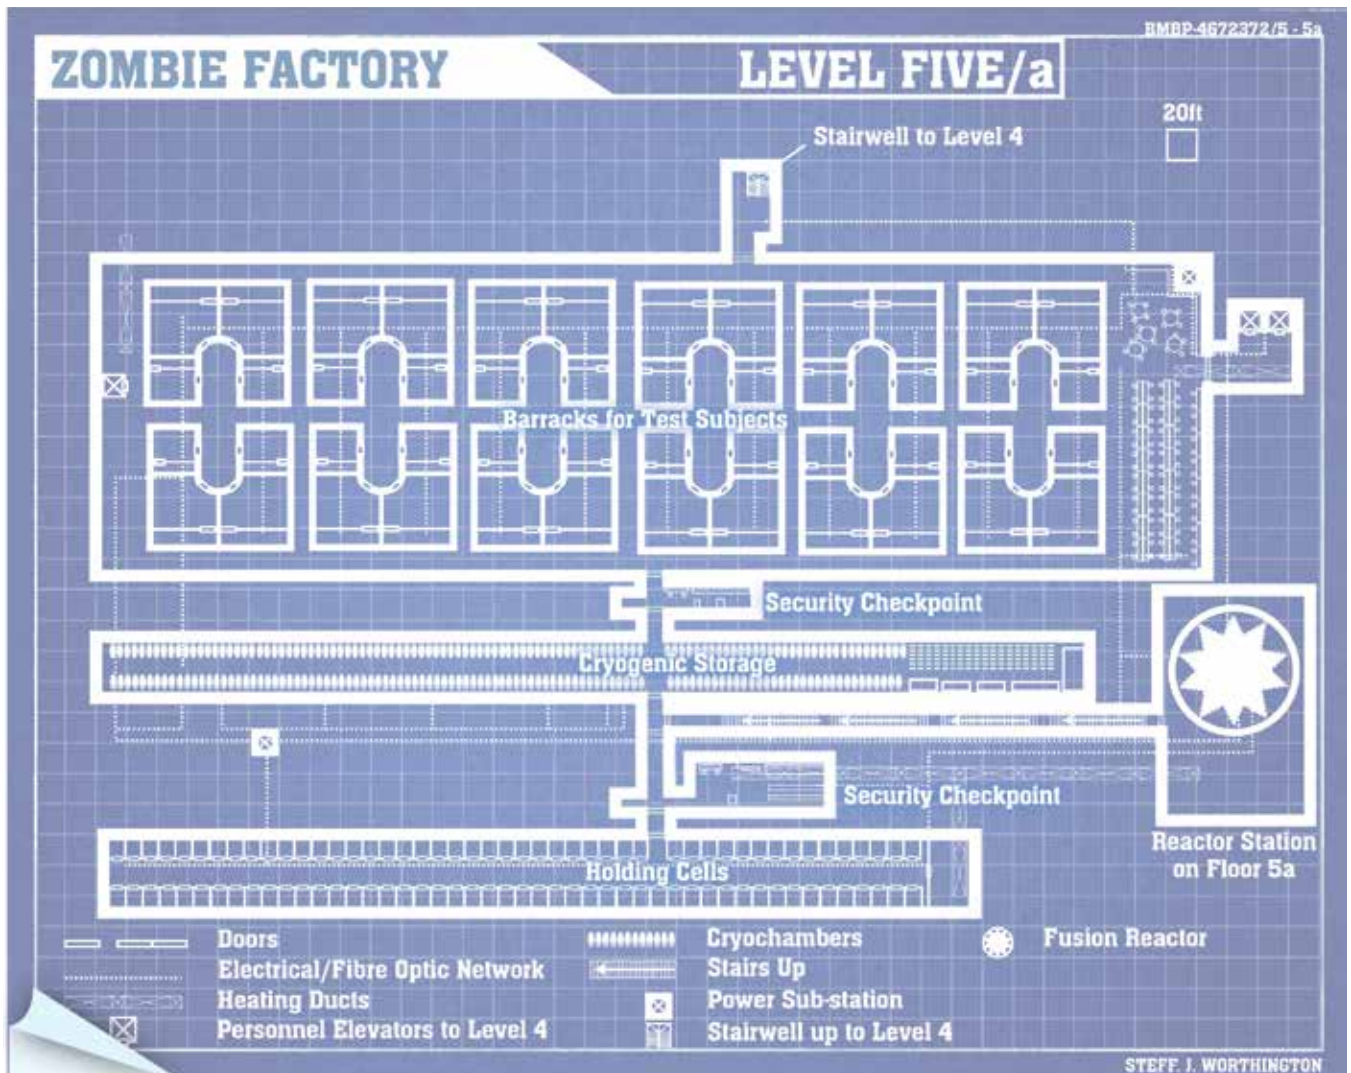 BMBP-4672372/5 - 5a
ZOMBIE FACTORY
LEVEL FIVE/a
20ft
Stairwell to Level 4
Barracks for Test Subjects
Security Checkpoint
Cryogenic Storage
Security Checkpoint
Reactor Station
on Floor 5a
Holding Cells
Doors
Cryochambers
Fusion Reactor
Electrical/Fibre Optic Network
Stairs Up
Heating Ducts
Power Sub-station
Personnel Elevators to Level 4
Stairwell up to Level 4
STEFF. J. WORTHINGTON